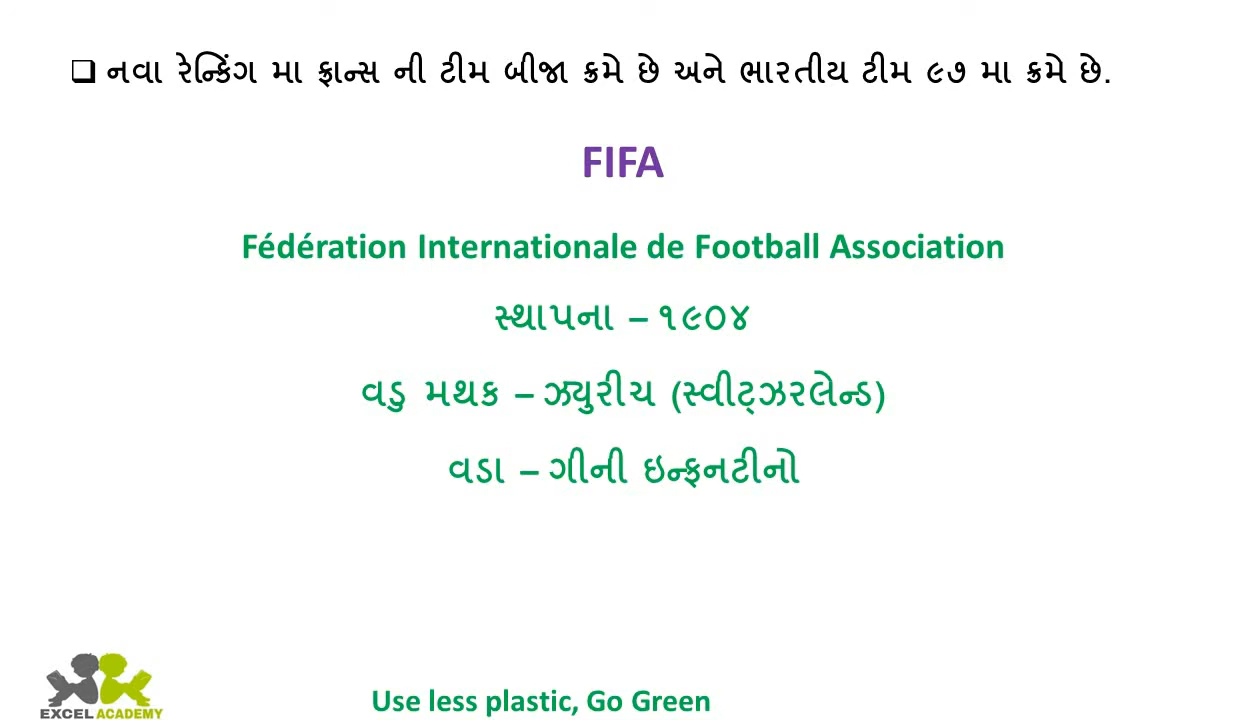 ❑ નવા રેન્કિંગ મા ફ્રાન્સ ની ટીમ બીજા ક્રમે છે અને ભારતીય ટીમ ૯૭ મા ક્રમે છે.
FIFA
Fédération Internationale de Football Association
સ્થાપના – ૧૯૦૪
વડુ મથક – ઝ્યુરીચ (સ્વીટ્ઝરલેન્ડ)
વડા – ગીની ઇન્ફ્રનટીનો
EXCEL ACADEMY
Use less plastic, Go Green